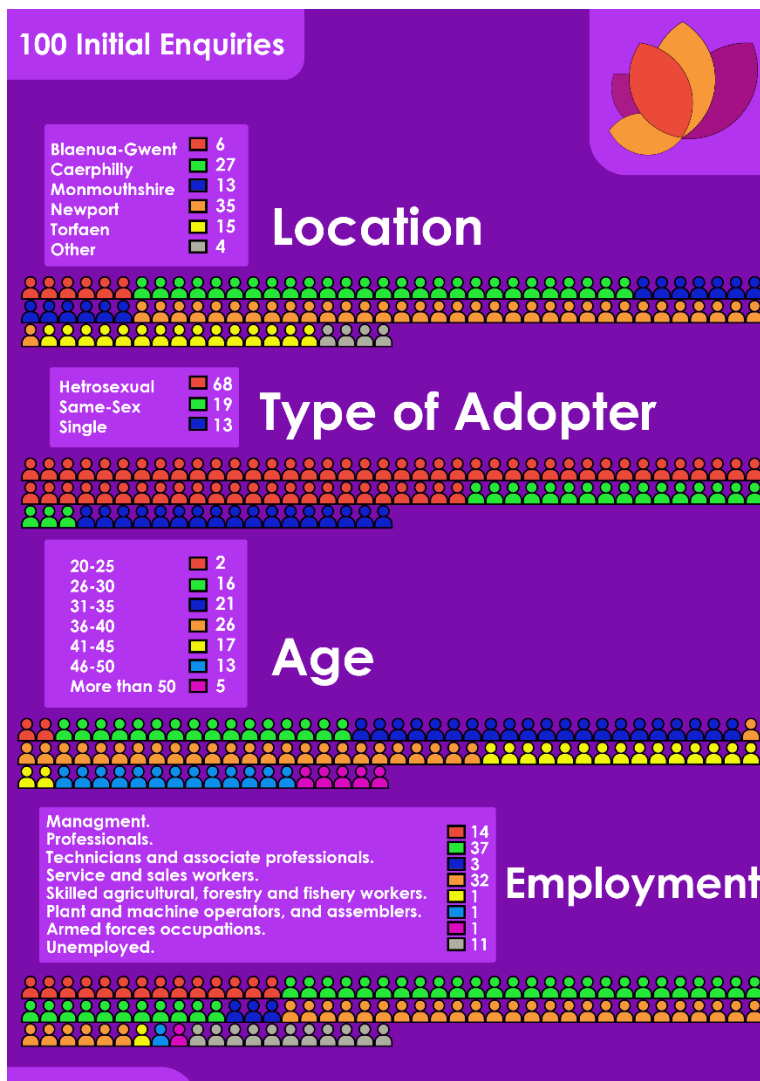 100 Initial Enquiries
Blaenua-Gwent 6
Caerphilly 27
Monmouthshire 13
Newport 35
Torfaen 15
Other 4
Location
Hetrosexual 68
Same-Sex 19
Single 13
Type of Adopter
20-25 2
26-30 16
31-35 21
36-40 26
41-45 17
46-50 13
More than 50 5
Age
Managment. 14
Professionals. 37
Technicians and associate professionals. 3
Service and sales workers. 32
Skilled agricultural, forestry and fishery workers. 1
Plant and machine operators, and assemblers. 1
Armed forces occupations. 1
Unemployed. 11
Employment